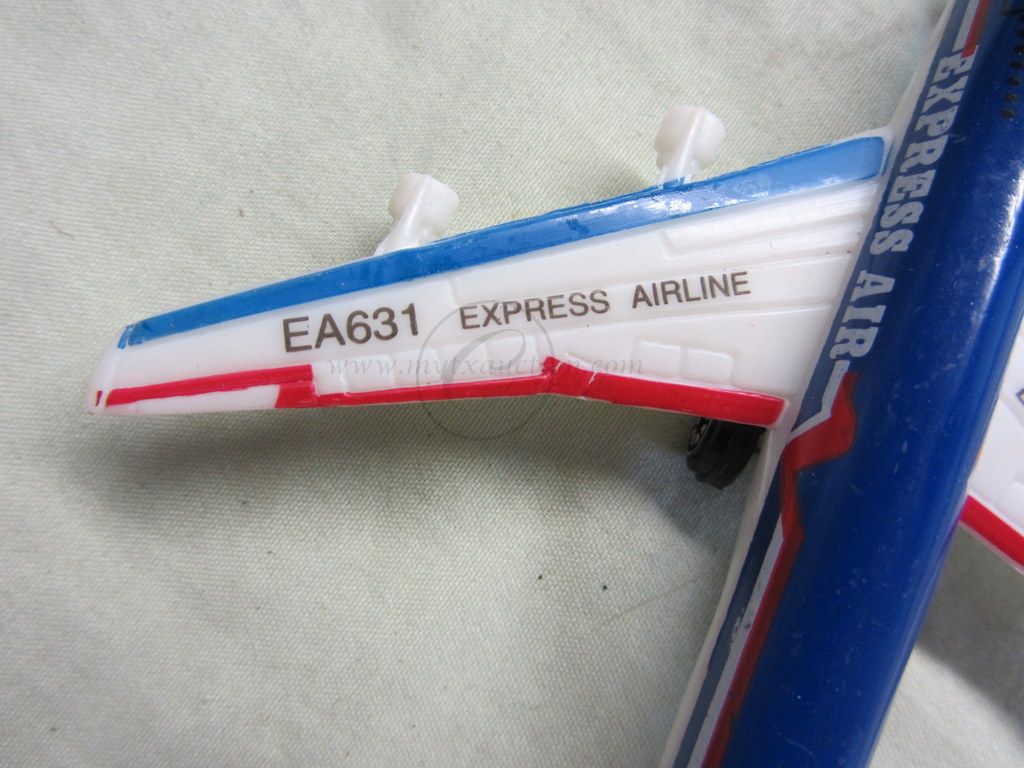 EXPRESS AIR
EA631 EXPRESS AIRLINE
www.mytxauction.com